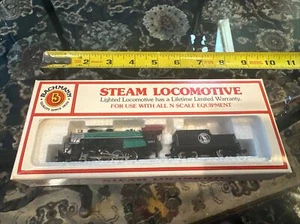 1 2 3 4 5 6 7 8 9 10 11
BACHMANN
STEAM LOCOMOTIVE
Lighted Locomotive has a Lifetime Limited Warranty.
FOR USE WITH ALL N SCALE EQUIPMENT